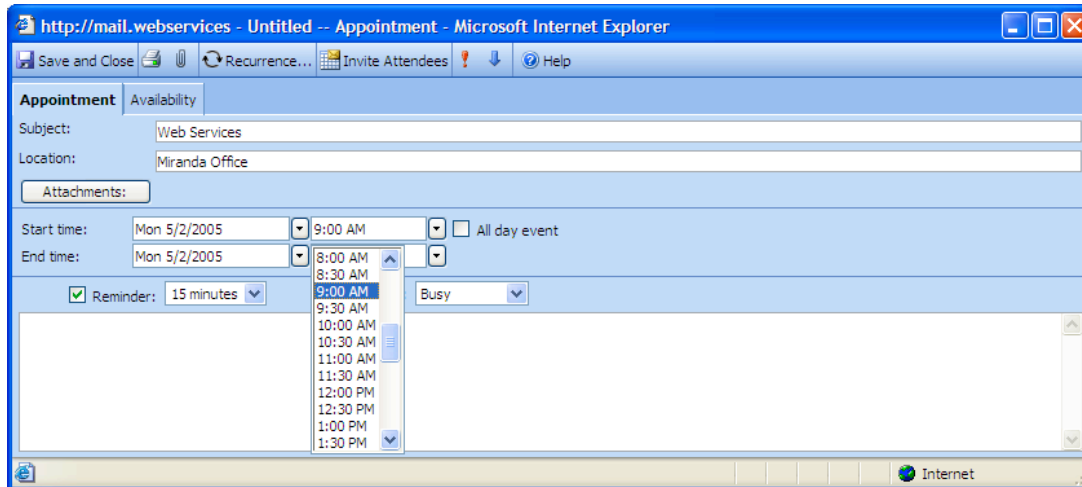 http://mail.webservices - Untitled -- Appointment - Microsoft Internet Explorer
Save and Close Recurrence... Invite Attendees Help
Appointment Availability
Subject: Web Services
Location: Miranda Office
Attachments:
Start time: Mon 5/2/2005 9:00 AM All day event
End time: Mon 5/2/2005
8:00 AM
8:30 AM
Reminder: 15 minutes 9:00 AM Busy
9:30 AM
10:00 AM
10:30 AM
11:00 AM
11:30 AM
12:00 PM
12:30 PM
1:00 PM
1:30 PM
Internet